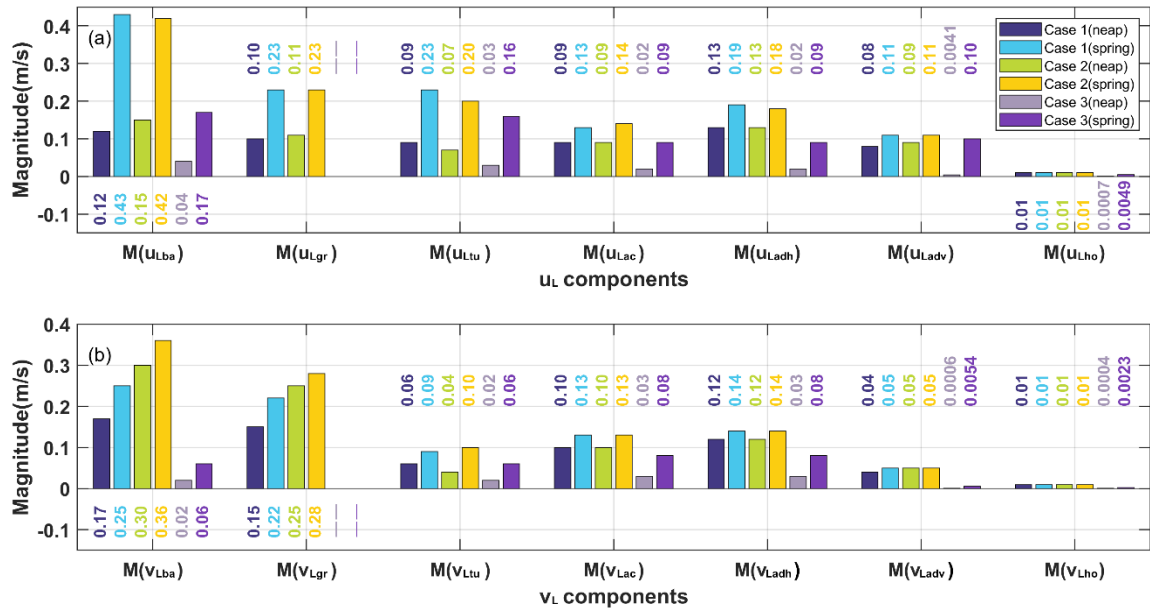 (a)
Magnitude(m/s)
0.4
0.3
0.2
0.1
0
-0.1
Case 1(neap)
Case 1(spring)
Case 2(neap)
Case 2(spring)
Case 3(neap)
Case 3(spring)
0.12 0.43 0.15 0.42 0.04 0.17
0.10 0.23 0.11 0.23 — —
0.09 0.23 0.07 0.20 0.03 0.16
0.09 0.13 0.09 0.14 0.02 0.09
0.13 0.19 0.13 0.18 0.02 0.09
0.08 0.11 0.09 0.11 0.0041 0.10
0.01 0.01 0.01 0.01 0.0007 0.0049
M(uLba) M(uLgr) M(uLtu) M(uLac) M(uLadh) M(uLadv) M(uLho)
uL components
(b)
Magnitude(m/s)
0.4
0.3
0.2
0.1
0
-0.1
0.17 0.25 0.30 0.36 0.02 0.06
0.15 0.22 0.25 0.28 — —
0.06 0.09 0.04 0.10 0.02 0.06
0.10 0.13 0.10 0.13 0.03 0.08
0.12 0.14 0.12 0.14 0.03 0.08
0.04 0.05 0.05 0.05 0.0006 0.0054
0.01 0.01 0.01 0.01 0.0004 0.0023
M(vLba) M(vLgr) M(vLtu) M(vLac) M(vLadh) M(vLadv) M(vLho)
vL components